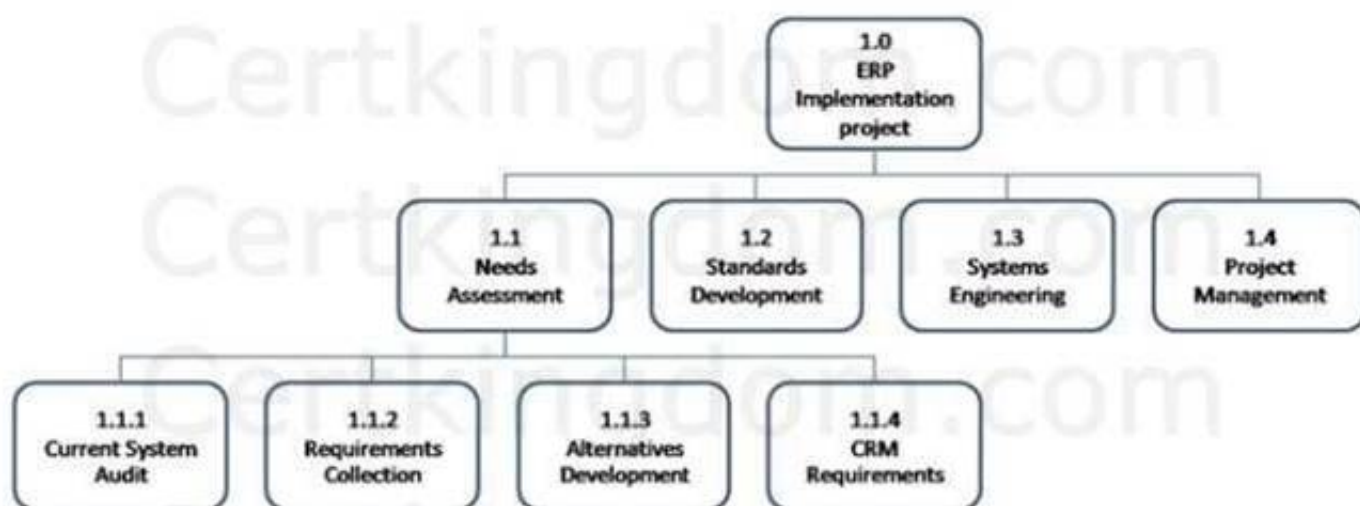 Certkingdom.com
1.0
ERP
Implementation
project
Certkingdom.com
1.1
Needs
Assessment
1.2
Standards
Development
1.3
Systems
Engineering
1.4
Project
Management
Certkingdom.com
1.1.1
Current System
Audit
1.1.2
Requirements
Collection
1.1.3
Alternatives
Development
1.1.4
CRM
Requirements